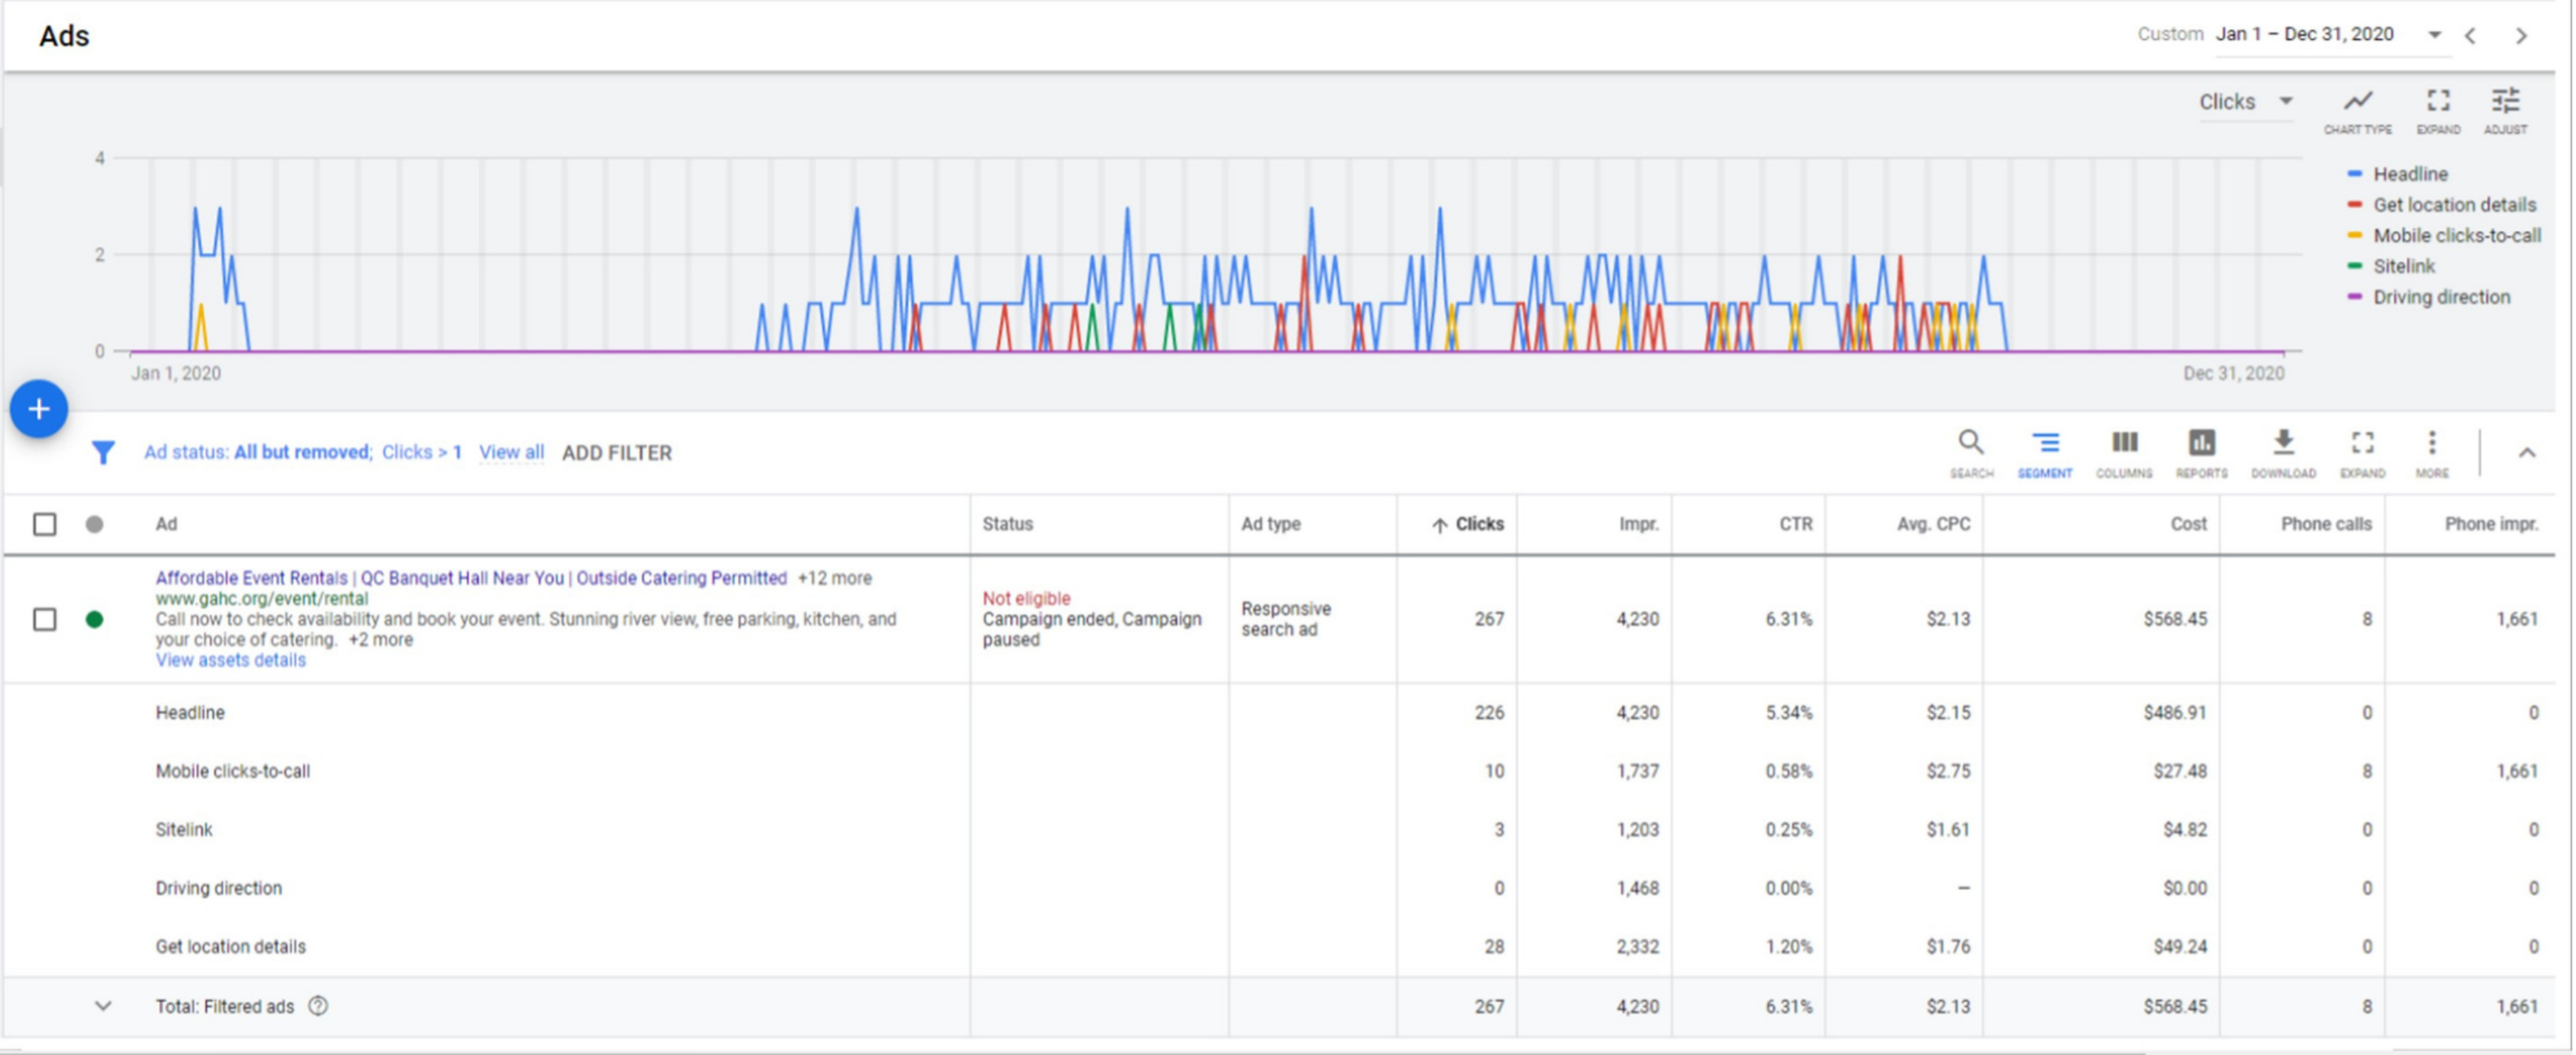 Ads
Custom Jan 1 – Dec 31, 2020
Clicks
CHART TYPE EXPAND ADJUST
4
2
0
Jan 1, 2020
Dec 31, 2020
Headline
Get location details
Mobile clicks-to-call
Sitelink
Driving direction
Ad status: All but removed; Clicks > 1 View all ADD FILTER
SEARCH SEGMENT COLUMNS REPORTS DOWNLOAD EXPAND MORE
Ad Status Ad type Clicks Impr. CTR Avg. CPC Cost Phone calls Phone impr.
Affordable Event Rentals | QC Banquet Hall Near You | Outside Catering Permitted +12 more
www.gahc.org/event/rental
Call now to check availability and book your event. Stunning river view, free parking, kitchen, and
your choice of catering. +2 more
View assets details
Not eligible
Campaign ended, Campaign
paused
Responsive
search ad
267 4,230 6.31% $2.13 $568.45 8 1,661
Headline 226 4,230 5.34% $2.15 $486.91 0 0
Mobile clicks-to-call 10 1,737 0.58% $2.75 $27.48 8 1,661
Sitelink 3 1,203 0.25% $1.61 $4.82 0 0
Driving direction 0 1,468 0.00% – $0.00 0 0
Get location details 28 2,332 1.20% $1.76 $49.24 0 0
Total: Filtered ads 267 4,230 6.31% $2.13 $568.45 8 1,661